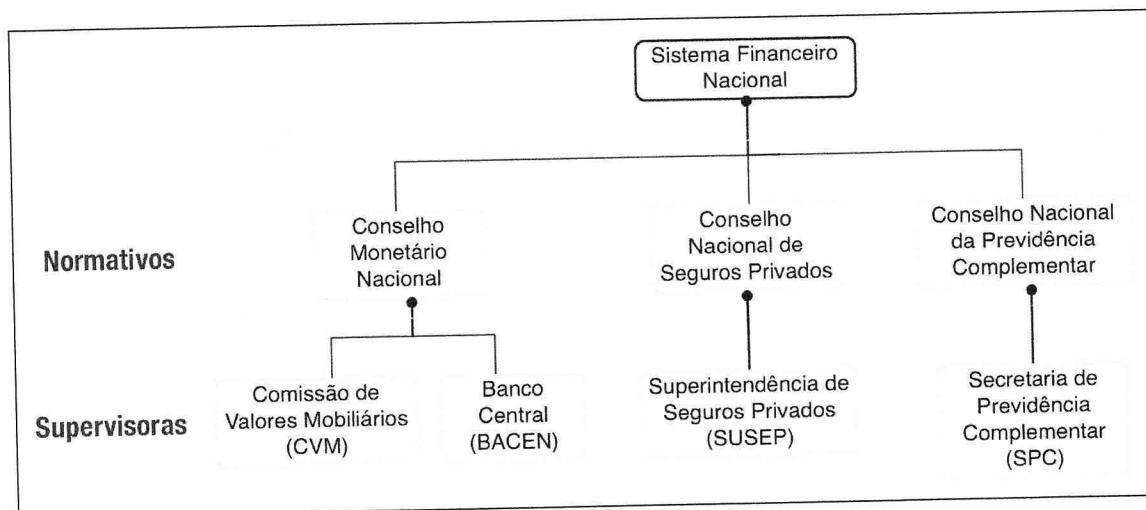 Sistema Financeiro
Nacional
Normativos
Conselho
Monetário
Nacional
Conselho
Nacional de
Seguros Privados
Conselho Nacional
da Previdência
Complementar
Supervisoras
Comissão de
Valores Mobiliários
(CVM)
Banco
Central
(BACEN)
Superintendência de
Seguros Privados
(SUSEP)
Secretaria de
Previdência
Complementar
(SPC)